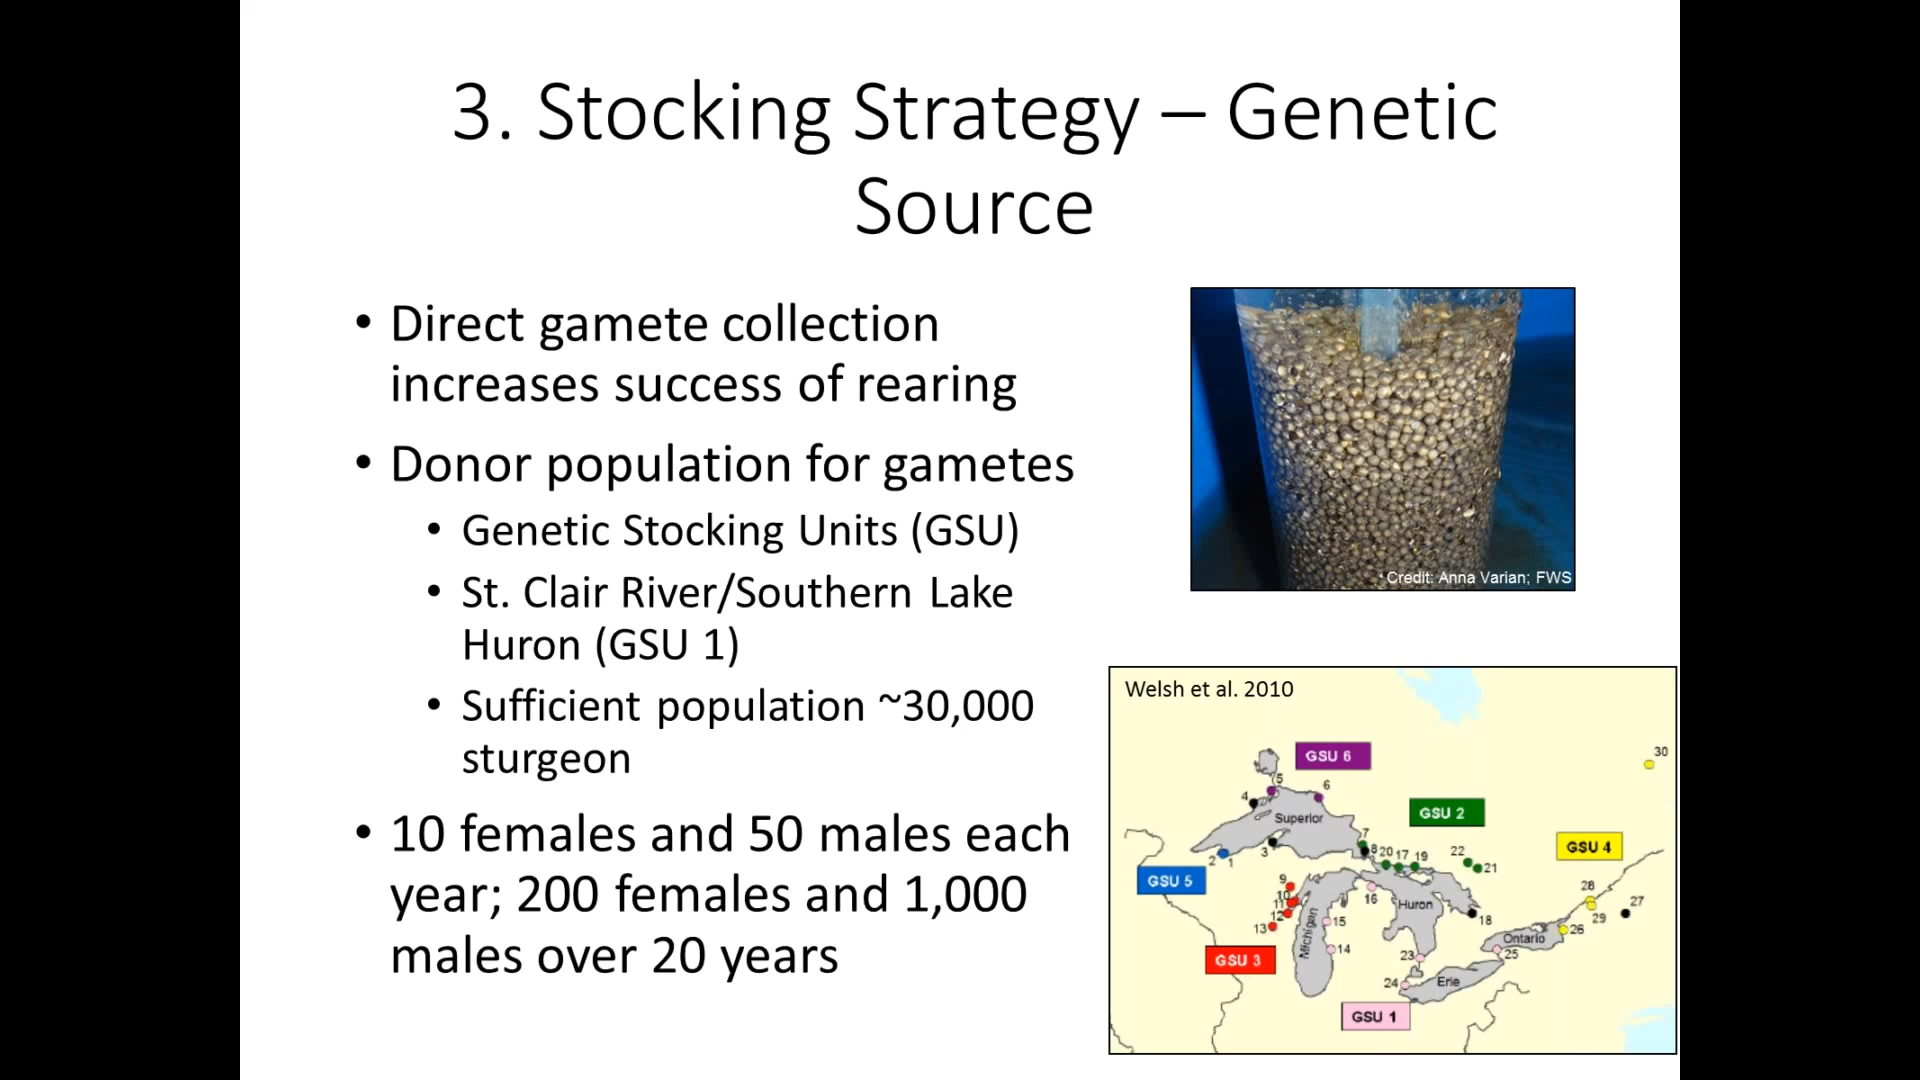 3. Stocking Strategy – Genetic
Source
• Direct gamete collection
increases success of rearing
• Donor population for gametes
• Genetic Stocking Units (GSU)
• St. Clair River/Southern Lake
Huron (GSU 1)
• Sufficient population ~30,000
sturgeon
• 10 females and 50 males each
year; 200 females and 1,000
males over 20 years
Credit: Anna Varian; FWS
Welsh et al. 2010
30
GSU 6
5
6
4
GSU 2
Superior
7
GSU 4
3
8 20 17 19
22
21
2 1
GSU 5
9
10
11
12
13
16
Huron
28
27
29
18
26
15
Michigan
14
Ontario
25
GSU 3
23
24
Erie
GSU 1